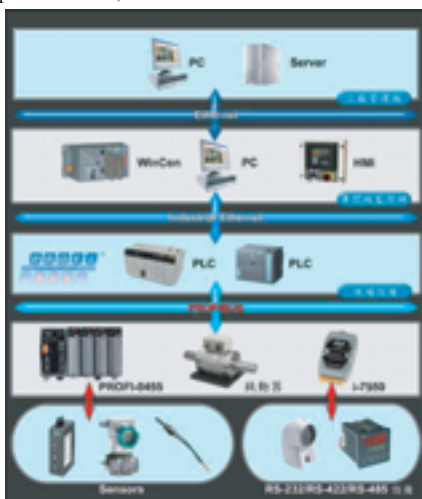 PC
Server
Ethernet
WinCon
PC
HMI
Industrial Ethernet
PLC
PLC
PROFIBUS
PROFI-8455
i-7550
Sensors
RS-232/RS-422/RS-485